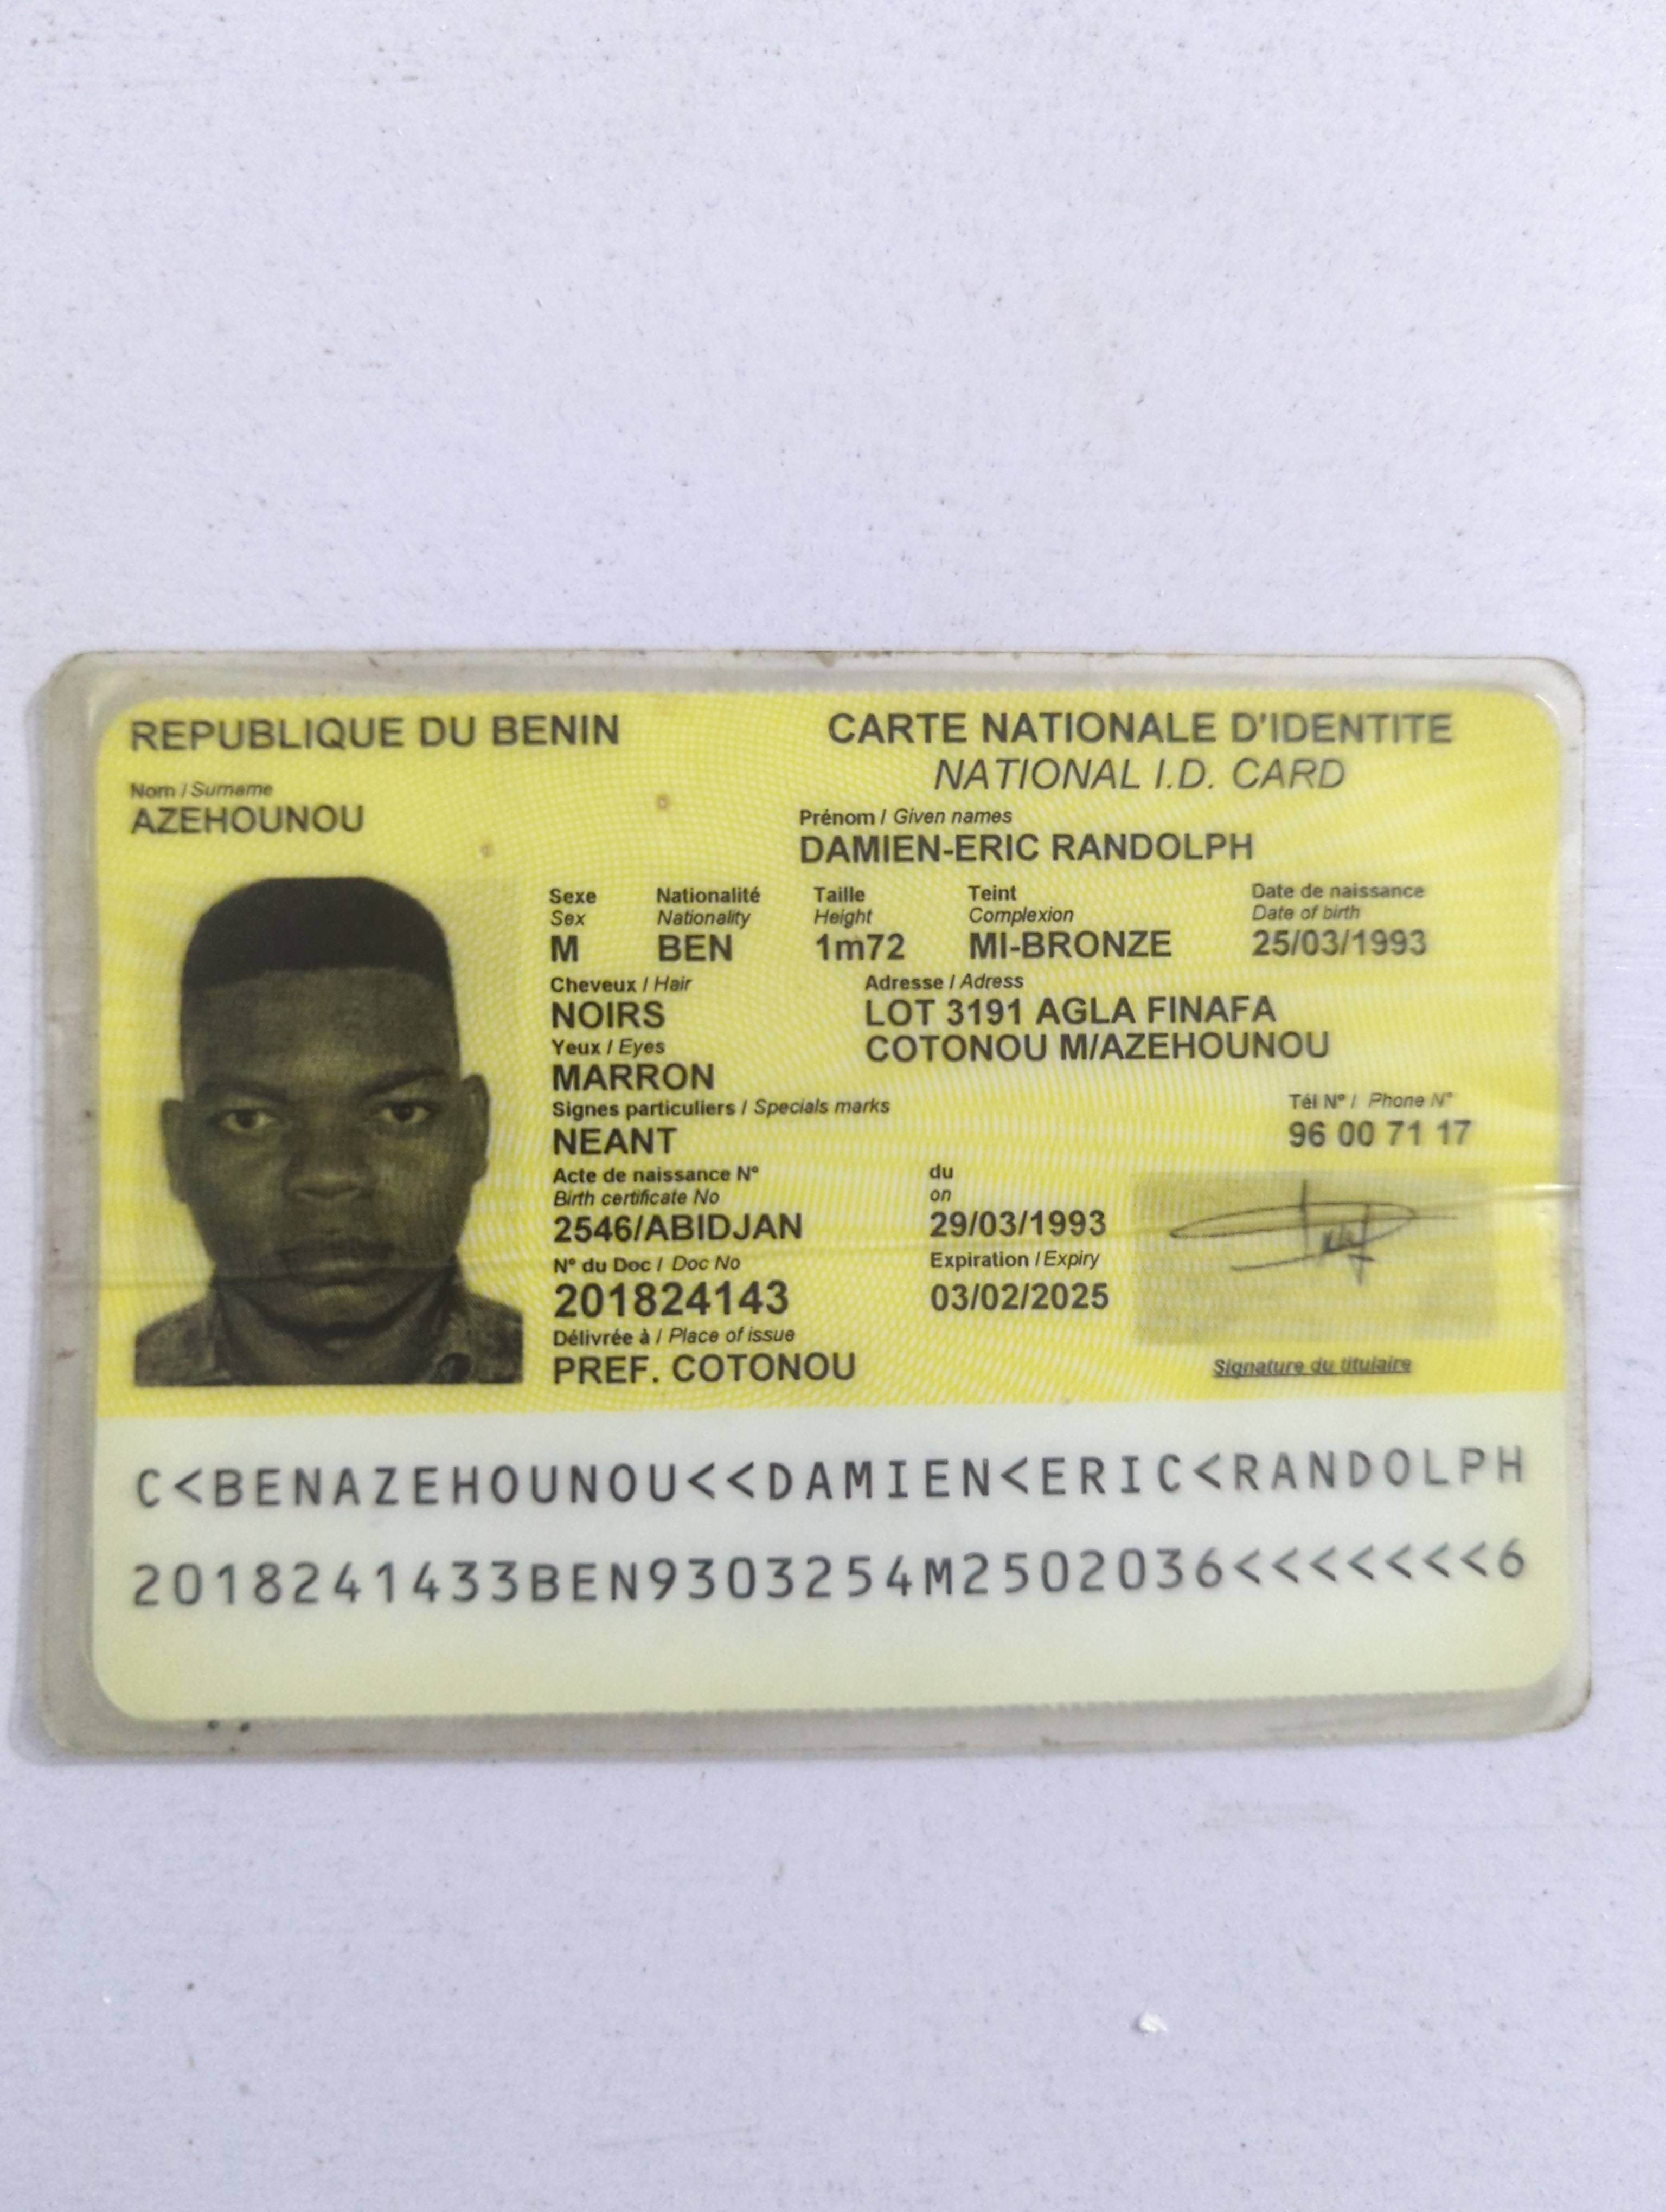 REPUBLIQUE DU BENIN
CARTE NATIONALE D'IDENTITE
NATIONAL I.D. CARD
Nom / Surname
AZEHOUNOU
Prénom / Given names
DAMIEN-ERIC RANDOLPH
Sexe Nationalité Taille Teint Date de naissance
Sex Nationality Height Complexion Date of birth
M BEN 1m72 MI-BRONZE 25/03/1993
Cheveux / Hair Adresse / Adress
NOIRS LOT 3191 AGLA FINAFA
Yeux / Eyes COTONOU M/AZEHOUNOU
MARRON
Signes particuliers / Specials marks Tél N° / Phone N°
NEANT 96 00 71 17
Acte de naissance N° du
Birth certificate No on
2546/ABIDJAN 29/03/1993
N° du Doc / Doc No Expiration / Expiry
201824143 03/02/2025
Délivrée à / Place of issue
PREF. COTONOU Signature du titulaire
C<BENAZEHOUNOU<<DAMIEN<ERIC<RANDOLPH
2018241433BEN9303254M2502036<<<<<<<6